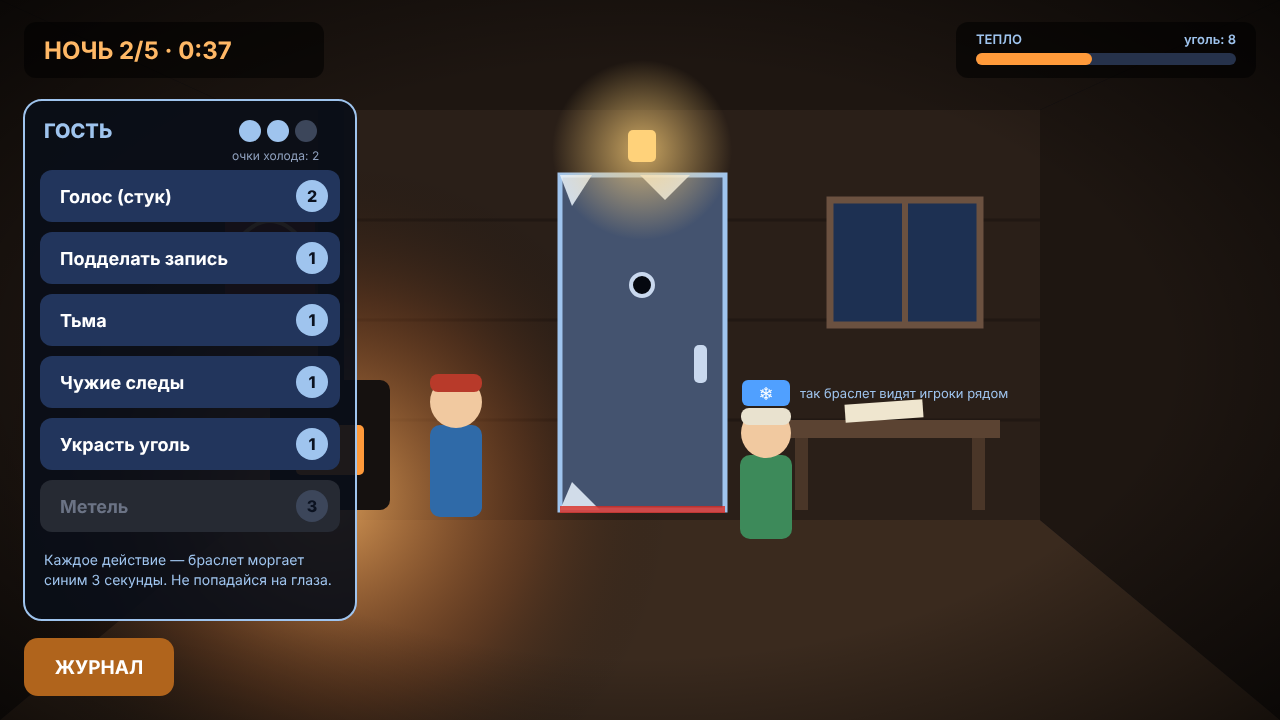 НОЧЬ 2/5 · 0:37
ТЕПЛО
уголь: 8
ГОСТЬ
очки холода: 2
Голос (стук) 2
Подделать запись 1
Тьма 1
Чужие следы 1
Украсть уголь 1
Метель 3
Каждое действие — браслет моргает
синим 3 секунды. Не попадайся на глаза.
так браслет видят игроки рядом
ЖУРНАЛ